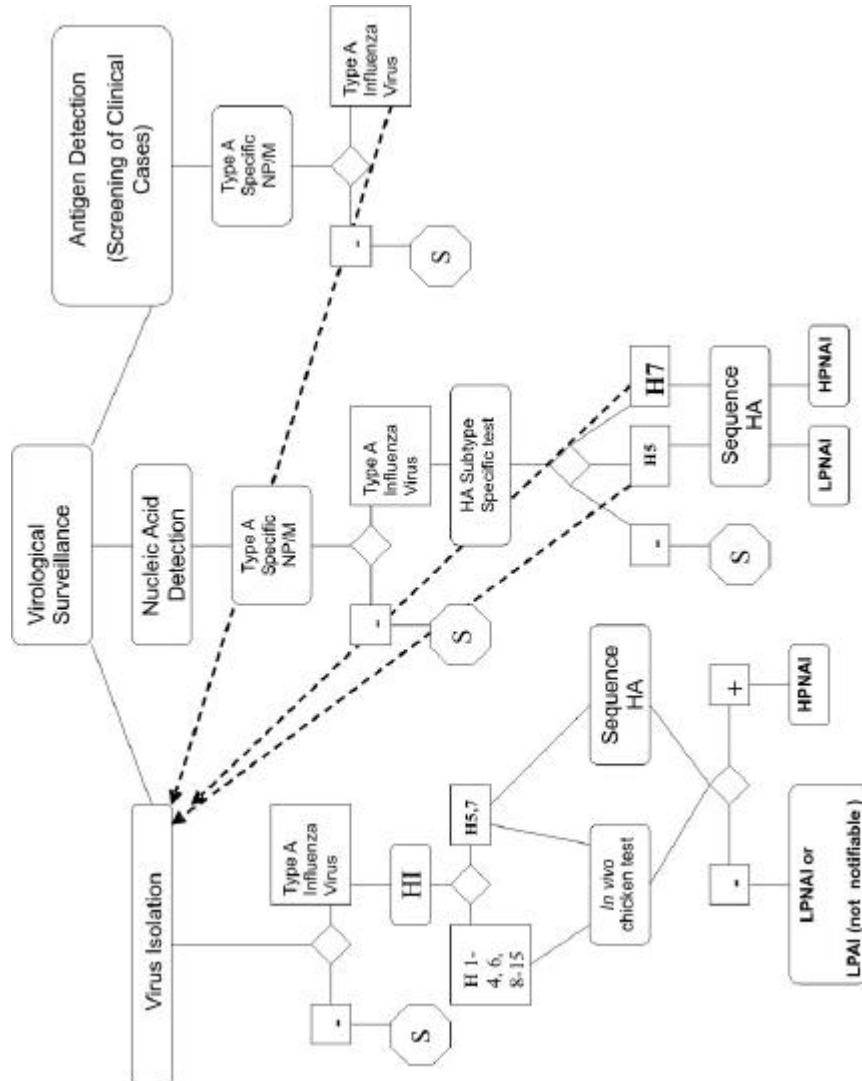 Virological
Surveillance
Virus Isolation
Nucleic Acid
Detection
Antigen Detection
(Screening of Clinical
Cases)
Type A
Influenza
Virus
-
S
HI
H 1-
4, 6,
8-15
H5,7
In vivo
chicken test
Sequence
HA
-
+
LPNAI or
LPAI (not notifiable )
HPNAI
Type A
Specific
NP/M
-
S
Type A
Influenza
Virus
HA Subtype
Specific test
-
S
H5
H7
Sequence
HA
LPNAI
HPNAI
Type A
Specific
NP/M
-
S
Type A
Influenza
Virus